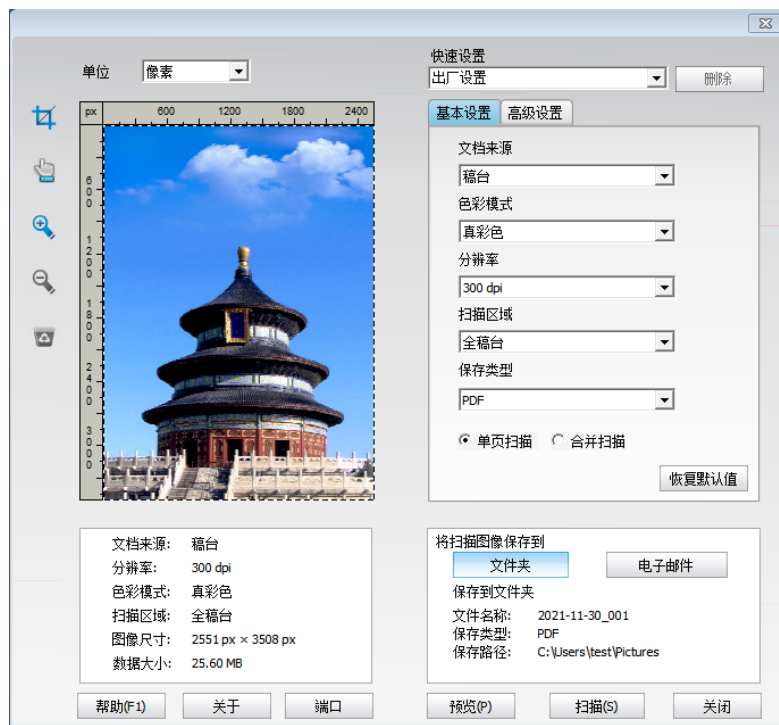 单位
像素
快速设置
出厂设置
删除
px
600 1200 1800 2400
600
1200
1800
2400
3000
基本设置 高级设置
文档来源
稿台
色彩模式
真彩色
分辨率
300 dpi
扫描区域
全稿台
保存类型
PDF
单页扫描 合并扫描
恢复默认值
文档来源: 稿台
分辨率: 300 dpi
色彩模式: 真彩色
扫描区域: 全稿台
图像尺寸: 2551 px × 3508 px
数据大小: 25.60 MB
将扫描图像保存到
文件夹 电子邮件
保存到文件夹
文件名称: 2021-11-30_001
保存类型: PDF
保存路径: C:\Users\test\Pictures
帮助(F1) 关于 端口 预览(P) 扫描(S) 关闭